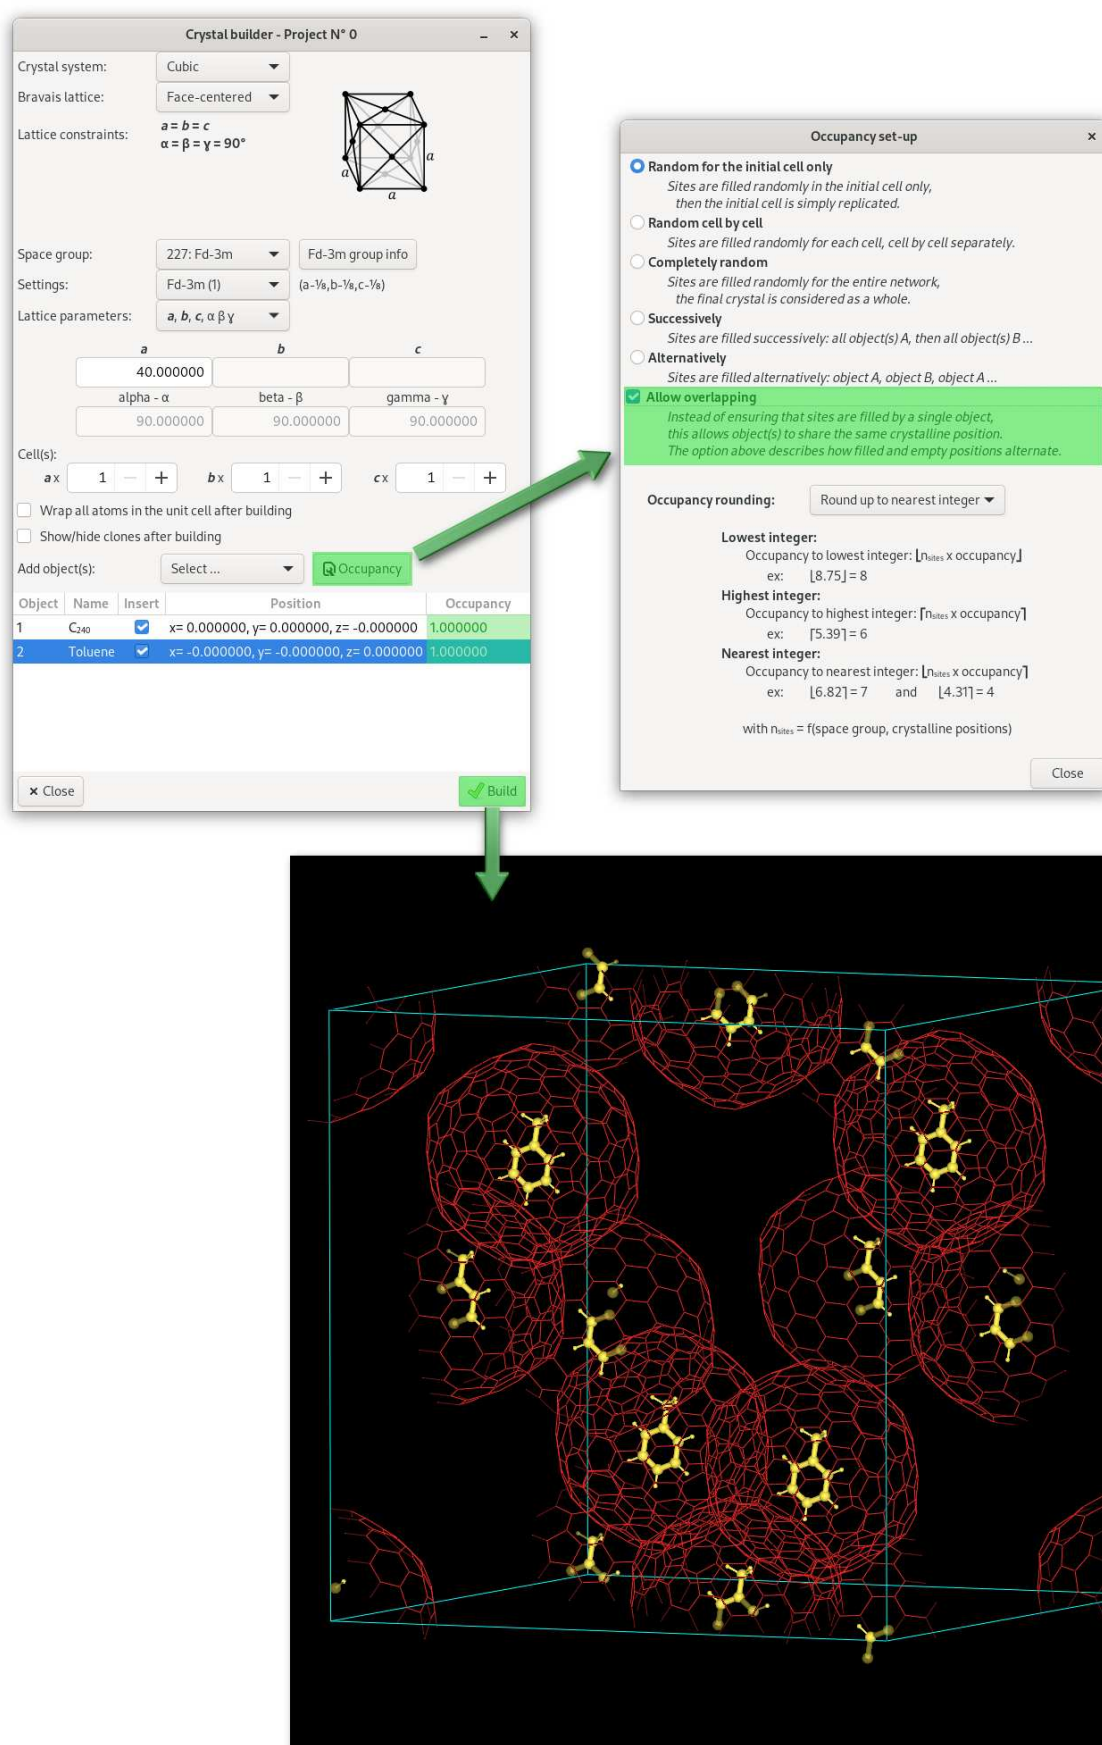 Crystal builder - Project N° 0
Crystal system: Cubic
Bravais lattice: Face-centered
Lattice constraints: a = b = c
α = β = γ = 90°
a
a
a
Space group: 227: Fd-3m Fd-3m group info
Settings: Fd-3m (1) (a-⅛,b-⅛,c-⅛)
Lattice parameters: a, b, c, α β γ
a b c
40.000000
alpha - α beta - β gamma - γ
90.000000 90.000000 90.000000
Cell(s):
a x 1 − + b x 1 − + c x 1 − +
Wrap all atoms in the unit cell after building
Show/hide clones after building
Add object(s): Select ... Occupancy
Object Name Insert Position Occupancy
1 C₂₄₀ x= 0.000000, y= 0.000000, z= -0.000000 1.000000
2 Toluene x= -0.000000, y= -0.000000, z= 0.000000 1.000000
Close Build
Occupancy set-up
Random for the initial cell only
Sites are filled randomly in the initial cell only,
then the initial cell is simply replicated.
Random cell by cell
Sites are filled randomly for each cell, cell by cell separately.
Completely random
Sites are filled randomly for the entire network,
the final crystal is considered as a whole.
Successively
Sites are filled successively: all object(s) A, then all object(s) B ...
Alternatively
Sites are filled alternatively: object A, object B, object A ...
Allow overlapping
Instead of ensuring that sites are filled by a single object,
this allows object(s) to share the same crystalline position.
The option above describes how filled and empty positions alternate.
Occupancy rounding: Round up to nearest integer
Lowest integer:
Occupancy to lowest integer: ⌊nₛᵢₜₑₛ x occupancy⌋
ex: ⌊8.75⌋ = 8
Highest integer:
Occupancy to highest integer: ⌈nₛᵢₜₑₛ x occupancy⌉
ex: ⌈5.39⌉ = 6
Nearest integer:
Occupancy to nearest integer: ⌊nₛᵢₜₑₛ x occupancy⌉
ex: ⌊6.82⌉ = 7 and ⌊4.31⌉ = 4
with nₛᵢₜₑₛ = f(space group, crystalline positions)
Close